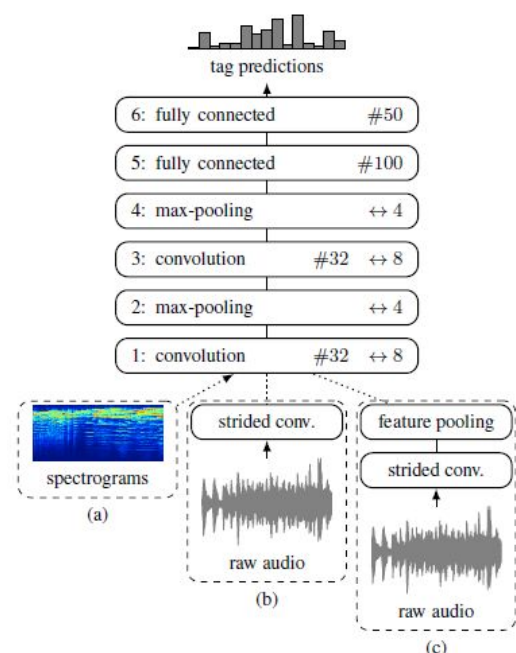 tag predictions
6: fully connected #50
5: fully connected #100
4: max-pooling ↔ 4
3: convolution #32 ↔ 8
2: max-pooling ↔ 4
1: convolution #32 ↔ 8
spectrograms
(a)
strided conv.
raw audio
(b)
feature pooling
strided conv.
raw audio
(c)